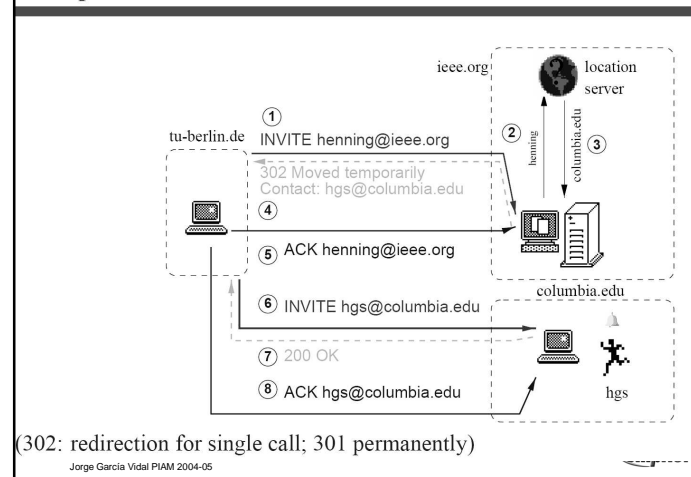 ieee.org
location
server
tu-berlin.de
1
INVITE henning@ieee.org
2
henning
columbia.edu
3
302 Moved temporarily
Contact: hgs@columbia.edu
4
5
ACK henning@ieee.org
columbia.edu
6
INVITE hgs@columbia.edu
7
200 OK
8
ACK hgs@columbia.edu
hgs
(302: redirection for single call; 301 permanently)
Jorge García Vidal PIAM 2004-05